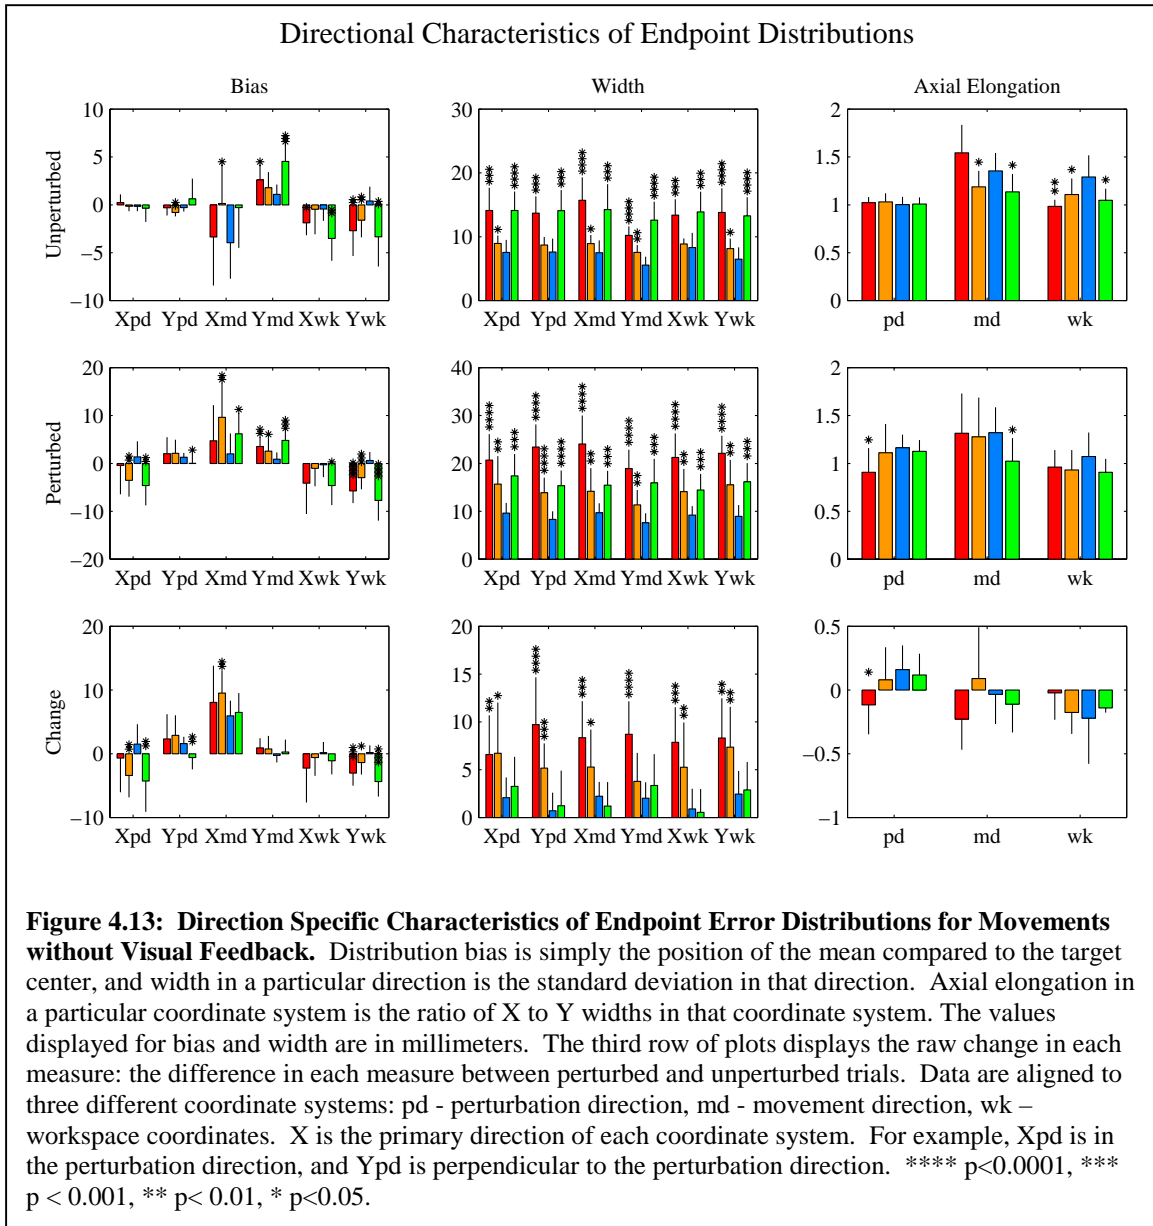 Directional Characteristics of Endpoint Distributions
Bias
Width
Axial Elongation
Unperturbed
10
5
0
−5
−10
Xpd Ypd Xmd Ymd Xwk Ywk
30
20
10
0
Xpd Ypd Xmd Ymd Xwk Ywk
2
1.5
1
0.5
0
pd md wk
Perturbed
20
10
0
−10
−20
Xpd Ypd Xmd Ymd Xwk Ywk
40
30
20
10
0
Xpd Ypd Xmd Ymd Xwk Ywk
2
1.5
1
0.5
0
pd md wk
Change
20
10
0
−10
Xpd Ypd Xmd Ymd Xwk Ywk
20
15
10
5
0
Xpd Ypd Xmd Ymd Xwk Ywk
0.5
0
−0.5
−1
pd md wk
Figure 4.13: Direction Specific Characteristics of Endpoint Error Distributions for Movements
without Visual Feedback. Distribution bias is simply the position of the mean compared to the target
center, and width in a particular direction is the standard deviation in that direction. Axial elongation in
a particular coordinate system is the ratio of X to Y widths in that coordinate system. The values
displayed for bias and width are in millimeters. The third row of plots displays the raw change in each
measure: the difference in each measure between perturbed and unperturbed trials. Data are aligned to
three different coordinate systems: pd - perturbation direction, md - movement direction, wk –
workspace coordinates. X is the primary direction of each coordinate system. For example, Xpd is in
the perturbation direction, and Ypd is perpendicular to the perturbation direction. **** p<0.0001, ***
p < 0.001, ** p< 0.01, * p<0.05.